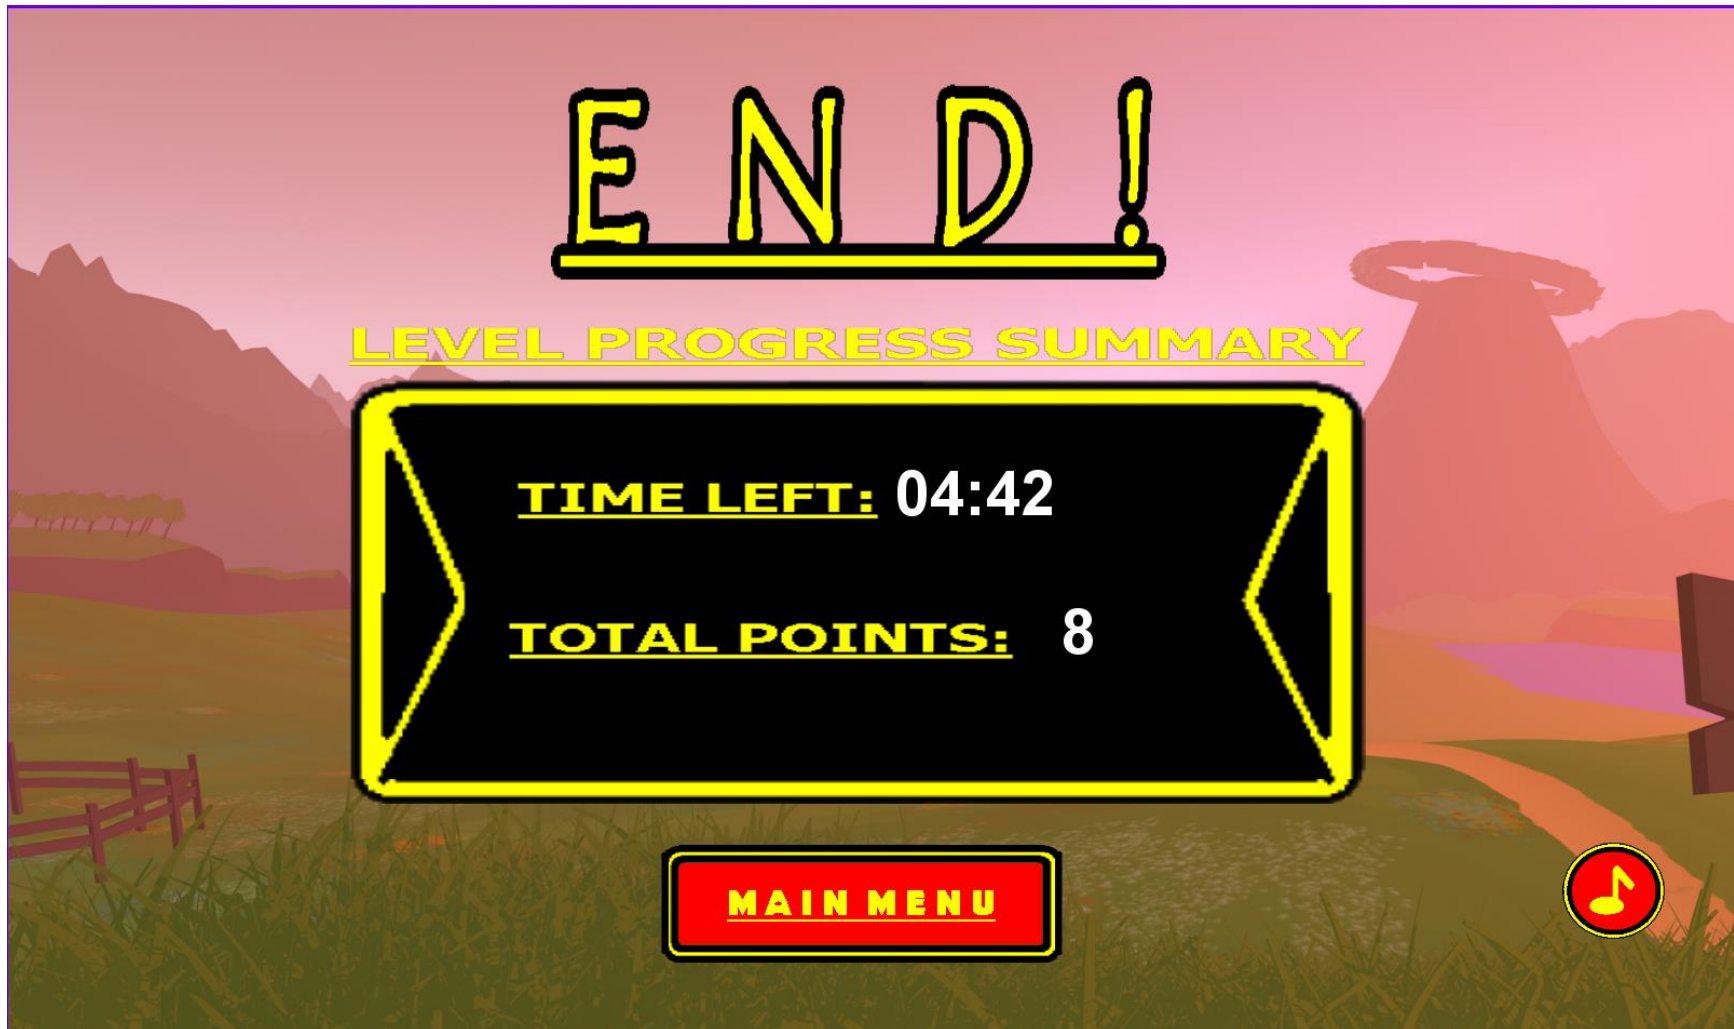 END!
LEVEL PROGRESS SUMMARY
TIME LEFT: 04:42
TOTAL POINTS: 8
MAIN MENU